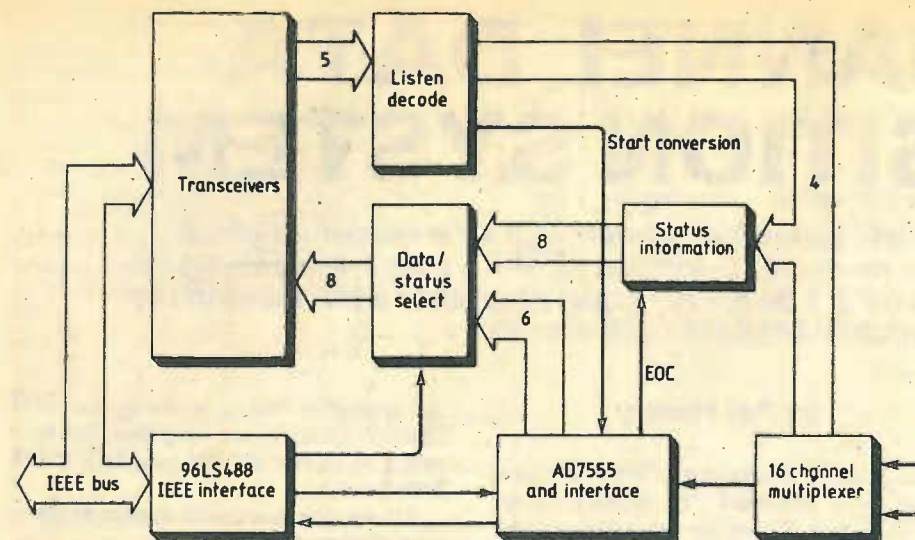 5
Listen
decode
Transceivers
Start conversion
4
Status
information
8
Data/
status
select
8
6
EOC
IEEE bus
96LS488
IEEE interface
AD7555
and interface
16 channel
multiplexer